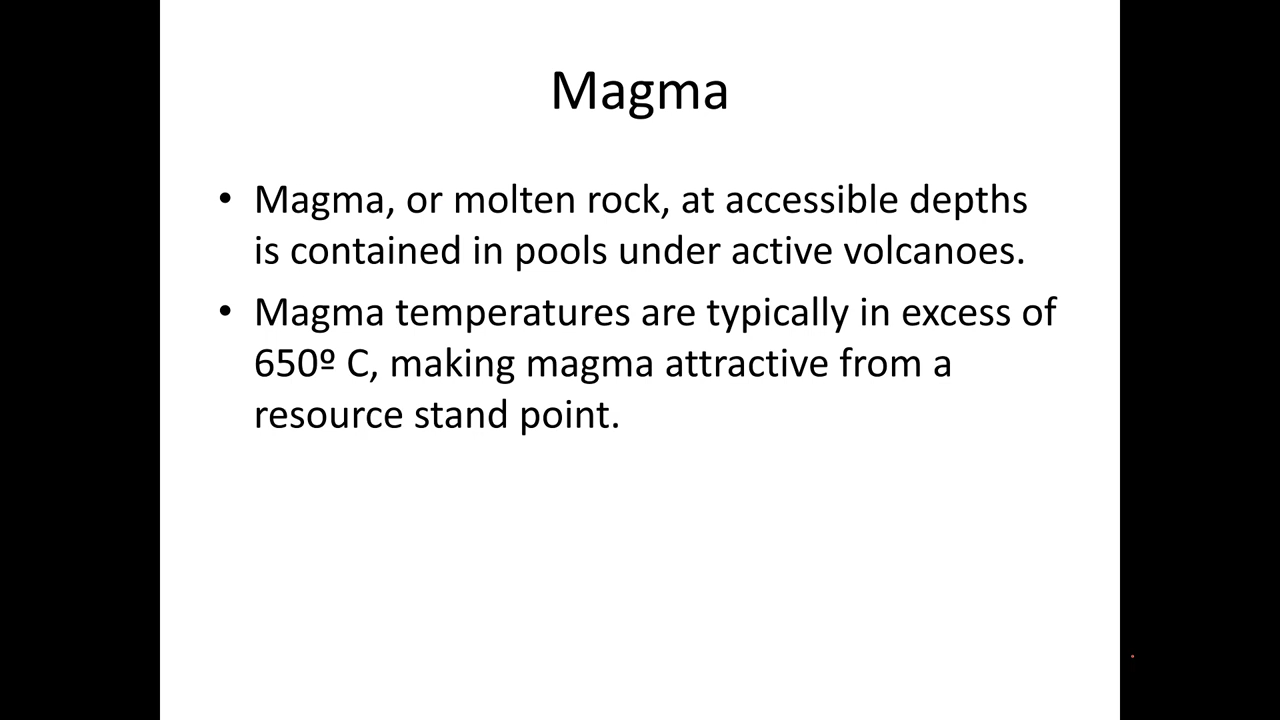 Magma
• Magma, or molten rock, at accessible depths
is contained in pools under active volcanoes.
• Magma temperatures are typically in excess of
650º C, making magma attractive from a
resource stand point.